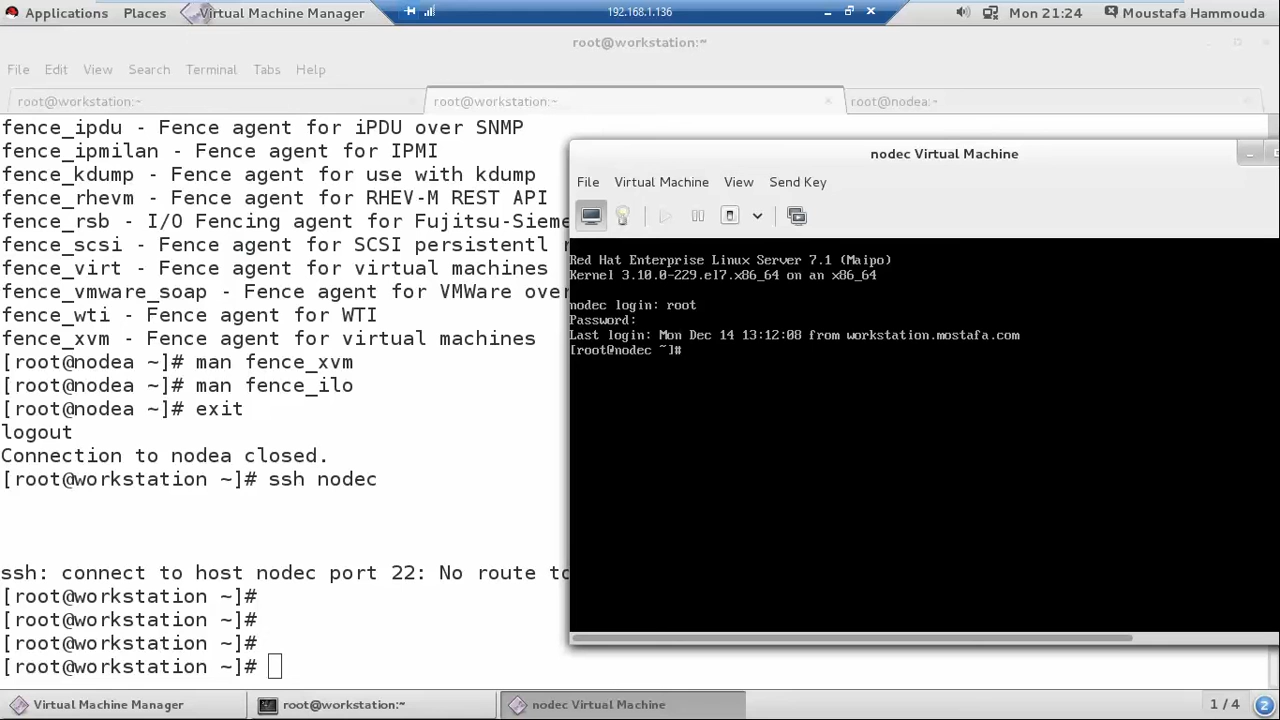 Applications Places Virtual Machine Manager 192.168.1.136 Mon 21:24 Moustafa Hammouda
root@workstation:~
File Edit View Search Terminal Tabs Help
root@workstation:~ root@workstation:~ root@nodea:~
fence_ipdu - Fence agent for iPDU over SNMP
fence_ipmilan - Fence agent for IPMI
fence_kdump - Fence agent for use with kdump
fence_rhevm - Fence agent for RHEV-M REST API
fence_rsb - I/O Fencing agent for Fujitsu-Sieme
fence_scsi - Fence agent for SCSI persistentl r
fence_virt - Fence agent for virtual machines
fence_vmware_soap - Fence agent for VMWare over
fence_wti - Fence agent for WTI
fence_xvm - Fence agent for virtual machines
[root@nodea ~]# man fence_xvm
[root@nodea ~]# man fence_ilo
[root@nodea ~]# exit
logout
Connection to nodea closed.
[root@workstation ~]# ssh nodec
ssh: connect to host nodec port 22: No route to
[root@workstation ~]#
[root@workstation ~]#
[root@workstation ~]#
[root@workstation ~]#
nodec Virtual Machine
File Virtual Machine View Send Key
Red Hat Enterprise Linux Server 7.1 (Maipo)
Kernel 3.10.0-229.el7.x86_64 on an x86_64
nodec login: root
Password:
Last login: Mon Dec 14 13:12:08 from workstation.mostafa.com
[root@nodec ~]#
Virtual Machine Manager root@workstation:~ nodec Virtual Machine 1 / 4 2